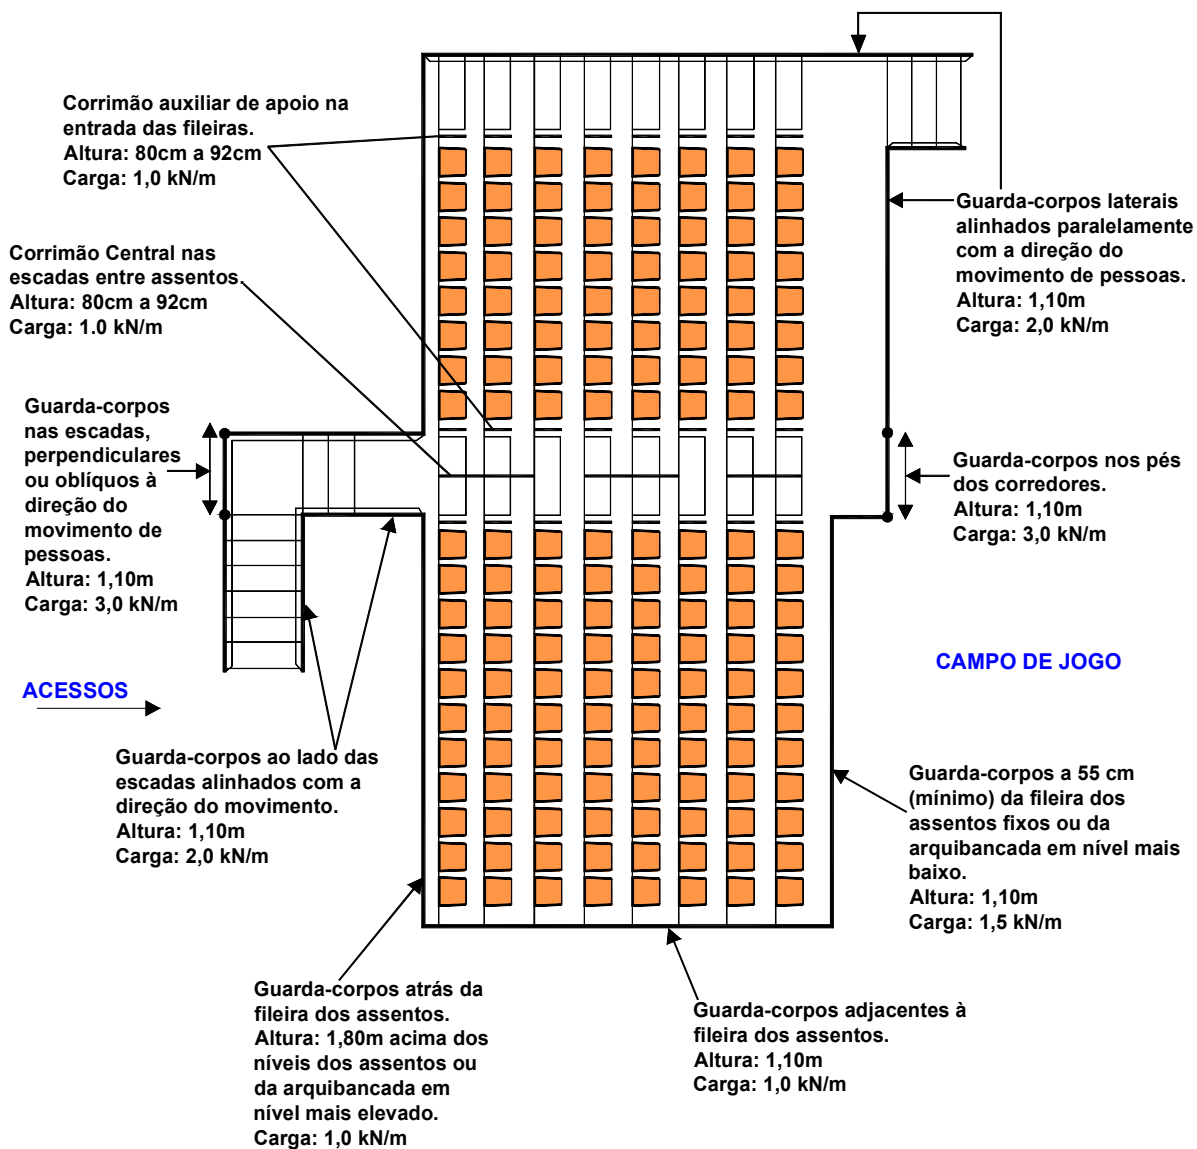 Corrimão auxiliar de apoio na
entrada das fileiras.
Altura: 80cm a 92cm
Carga: 1,0 kN/m
Corrimão Central nas
escadas entre assentos.
Altura: 80cm a 92cm
Carga: 1.0 kN/m
Guarda-corpos
nas escadas,
perpendiculares
ou oblíquos à
direção do
movimento de
pessoas.
Altura: 1,10m
Carga: 3,0 kN/m
ACESSOS
Guarda-corpos ao lado das
escadas alinhados com a
direção do movimento.
Altura: 1,10m
Carga: 2,0 kN/m
Guarda-corpos atrás da
fileira dos assentos.
Altura: 1,80m acima dos
níveis dos assentos ou
da arquibancada em
nível mais elevado.
Carga: 1,0 kN/m
Guarda-corpos laterais
alinhados paralelamente
com a direção do
movimento de pessoas.
Altura: 1,10m
Carga: 2,0 kN/m
Guarda-corpos nos pés
dos corredores.
Altura: 1,10m
Carga: 3,0 kN/m
CAMPO DE JOGO
Guarda-corpos a 55 cm
(mínimo) da fileira dos
assentos fixos ou da
arquibancada em nível mais
baixo.
Altura: 1,10m
Carga: 1,5 kN/m
Guarda-corpos adjacentes à
fileira dos assentos.
Altura: 1,10m
Carga: 1,0 kN/m